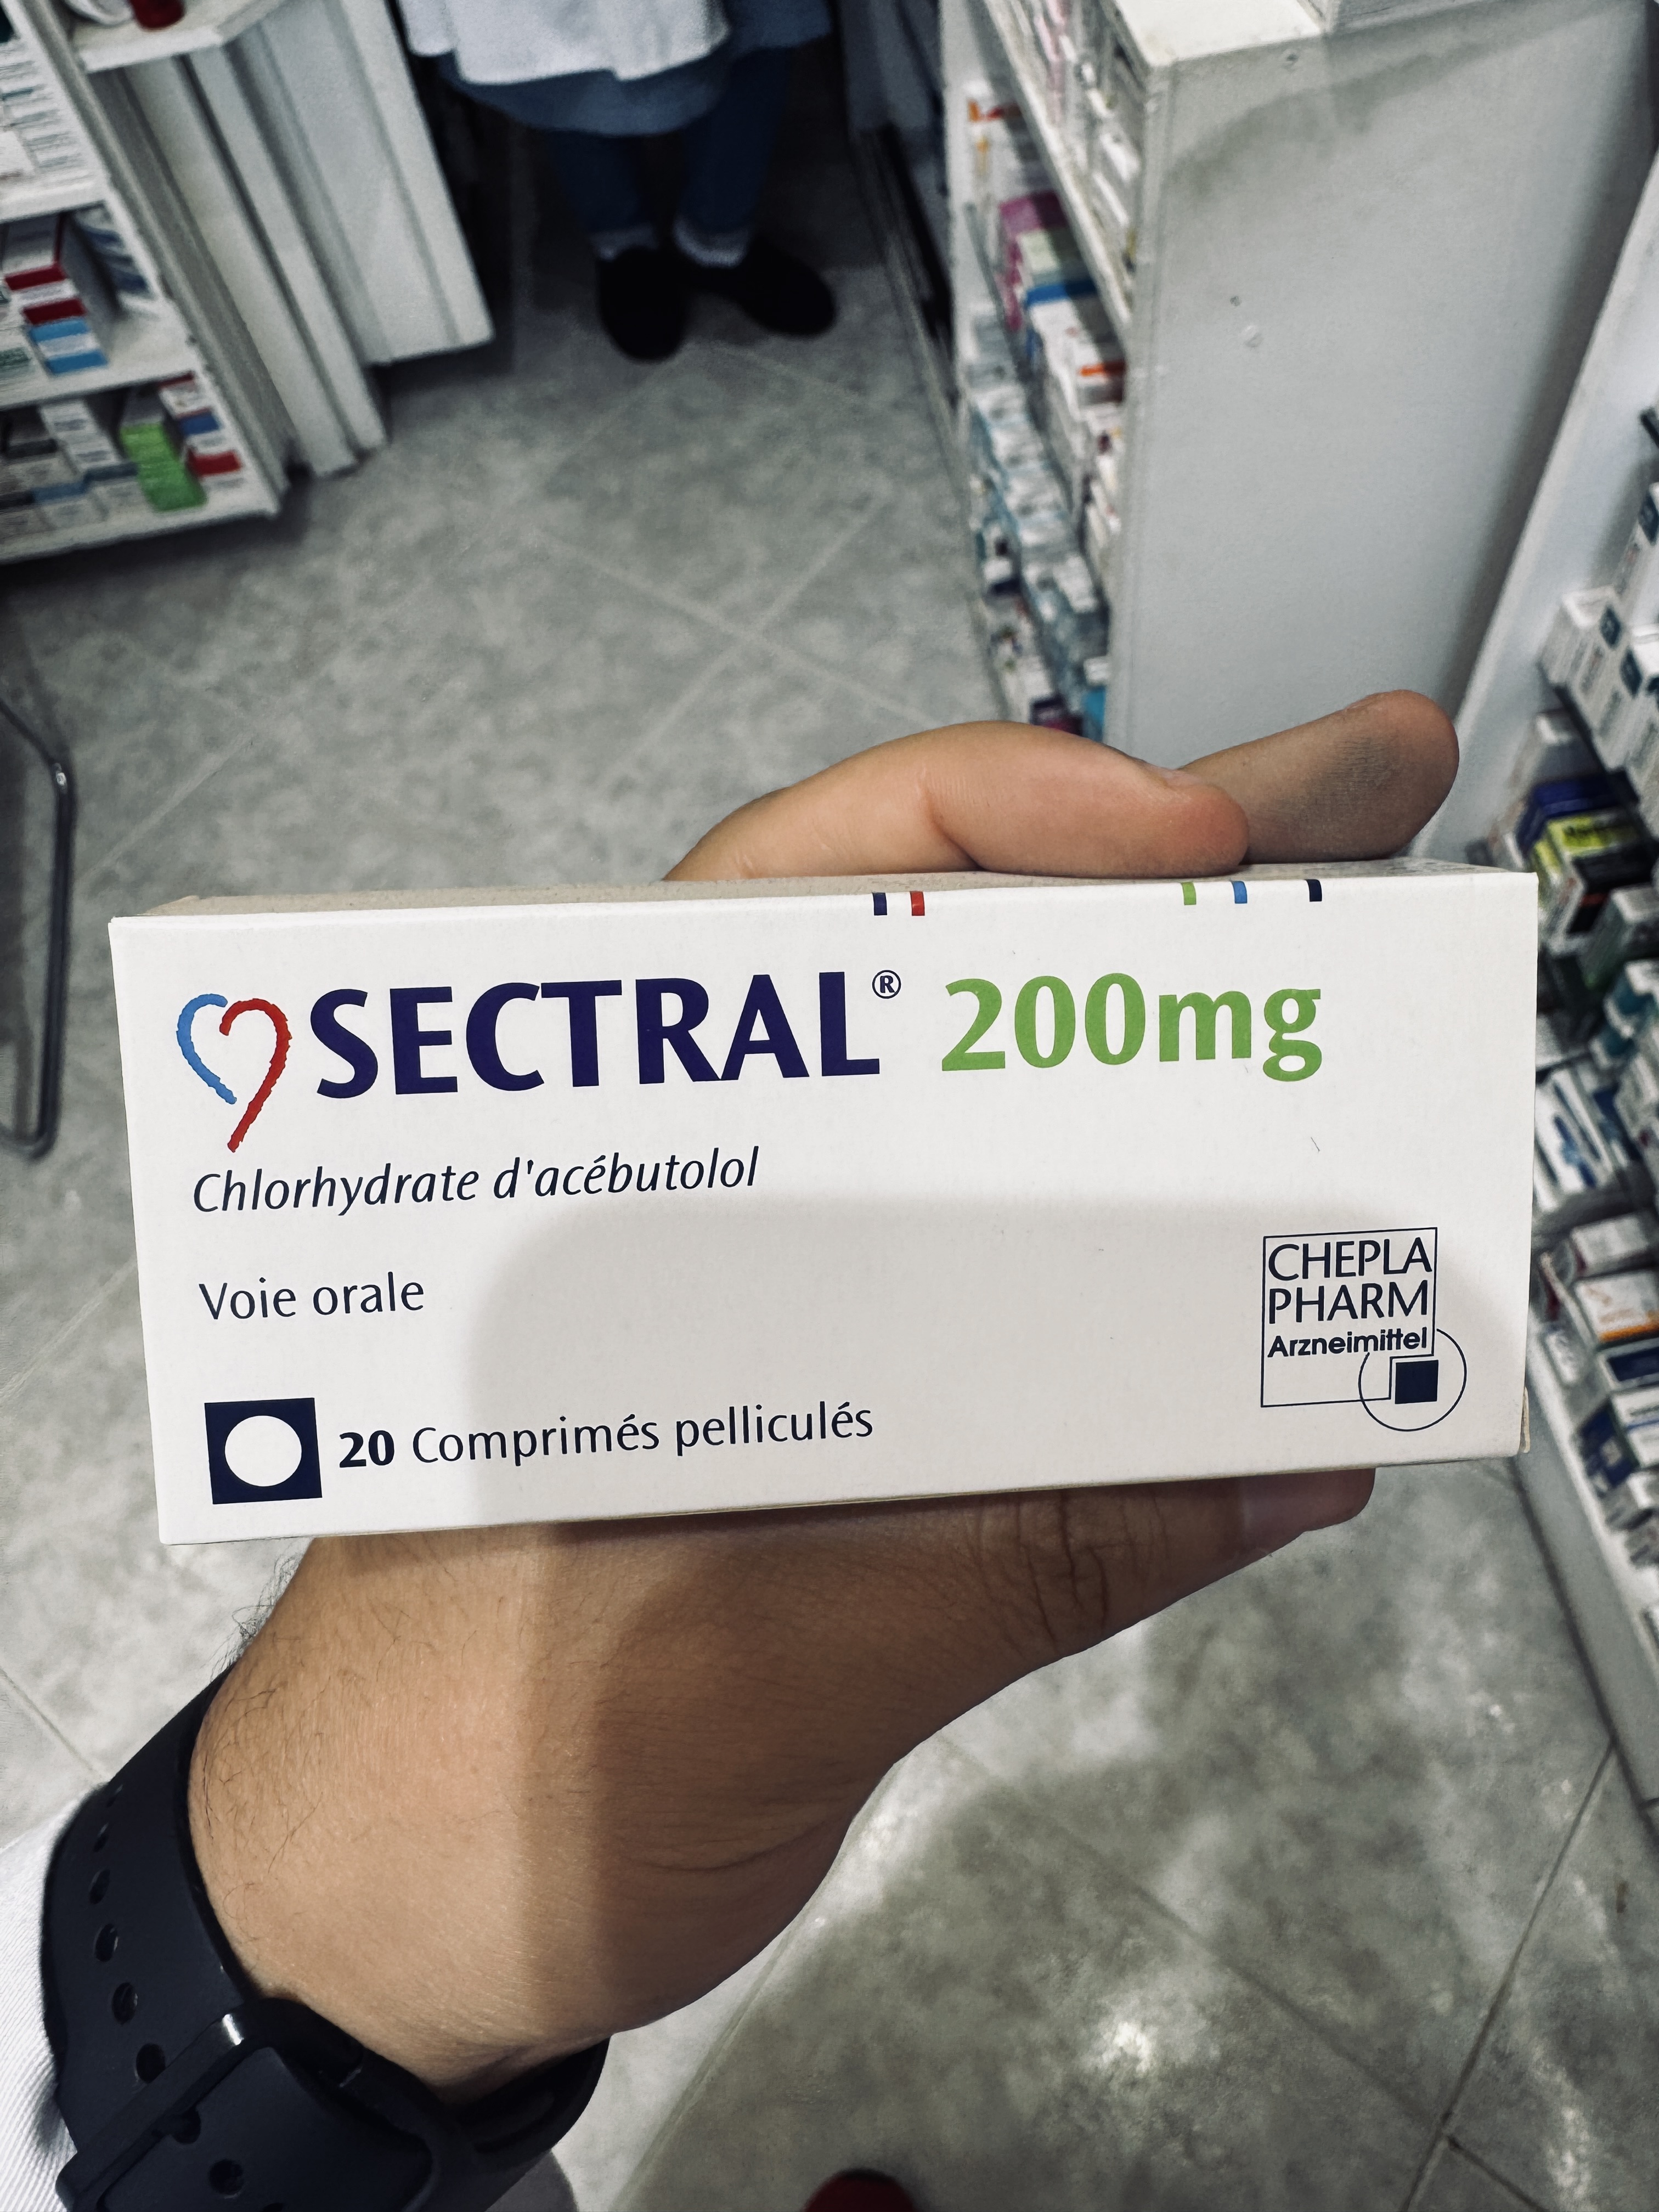 SECTRAL® 200mg
Chlorhydrate d'acébutolol
Voie orale
CHEPLA
PHARM
Arzneimittel
20 Comprimés pelliculés